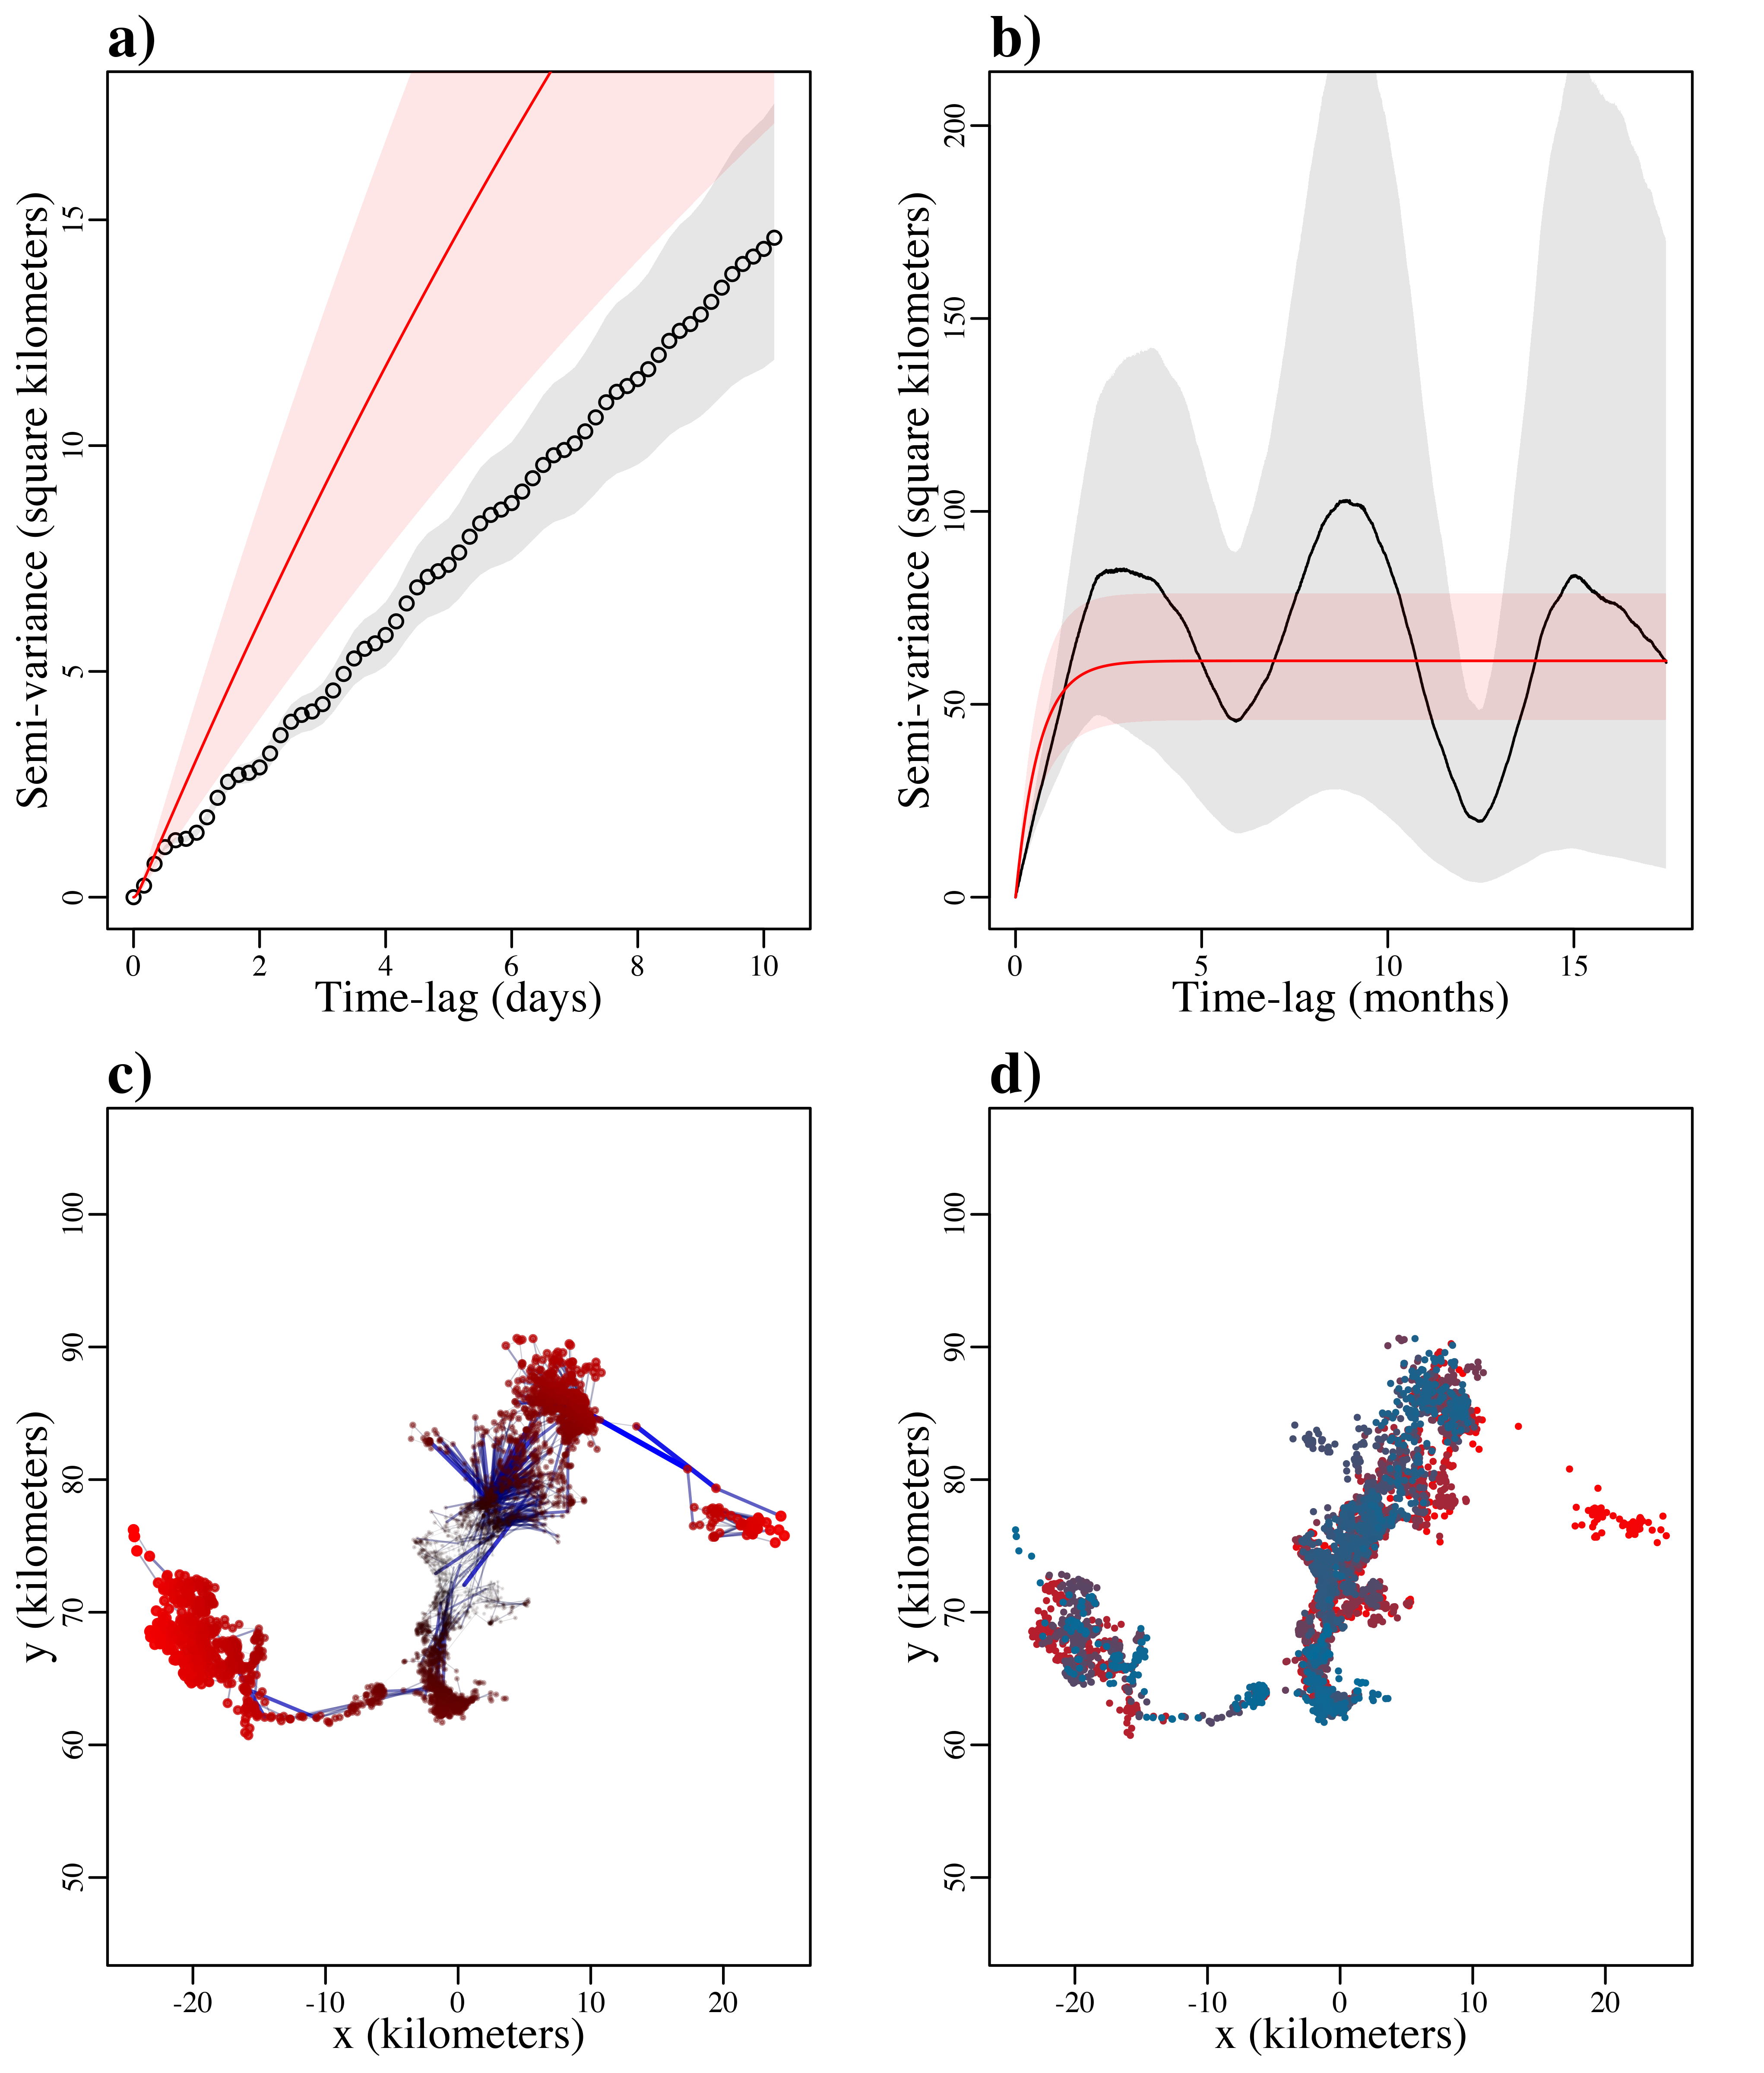 a)
Semi-variance (square kilometers)
15
10
5
0
0 2 4 6 8 10
Time-lag (days)
b)
Semi-variance (square kilometers)
200
150
100
50
0
0 5 10 15
Time-lag (months)
c)
y (kilometers)
100
90
80
70
60
50
-20 -10 0 10 20
x (kilometers)
d)
y (kilometers)
100
90
80
70
60
50
-20 -10 0 10 20
x (kilometers)